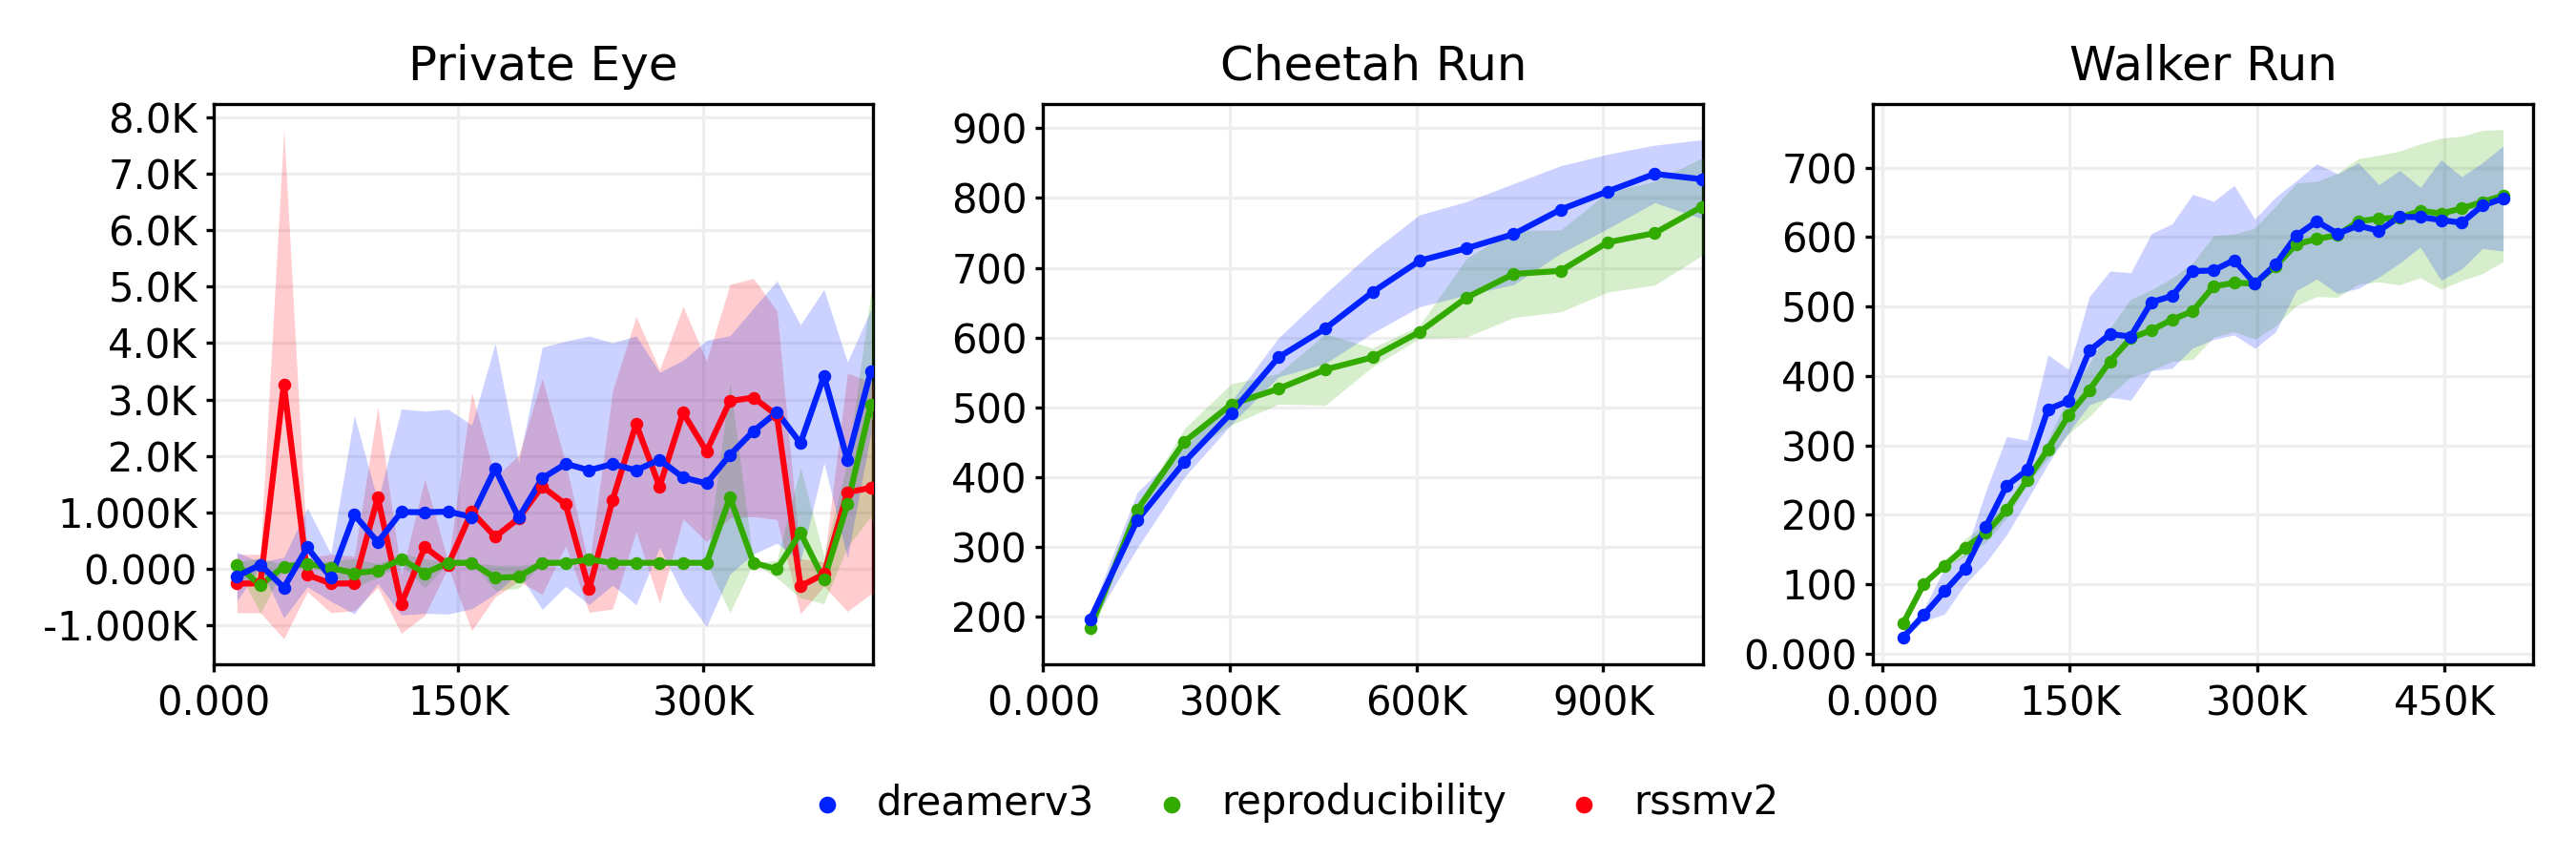 Private Eye
8.0K
7.0K
6.0K
5.0K
4.0K
3.0K
2.0K
1.000K
0.000
-1.000K
0.000 150K 300K
Cheetah Run
900
800
700
600
500
400
300
200
0.000 300K 600K 900K
Walker Run
700
600
500
400
300
200
100
0.000
0.000 150K 300K 450K
dreamerv3 reproducibility rssmv2